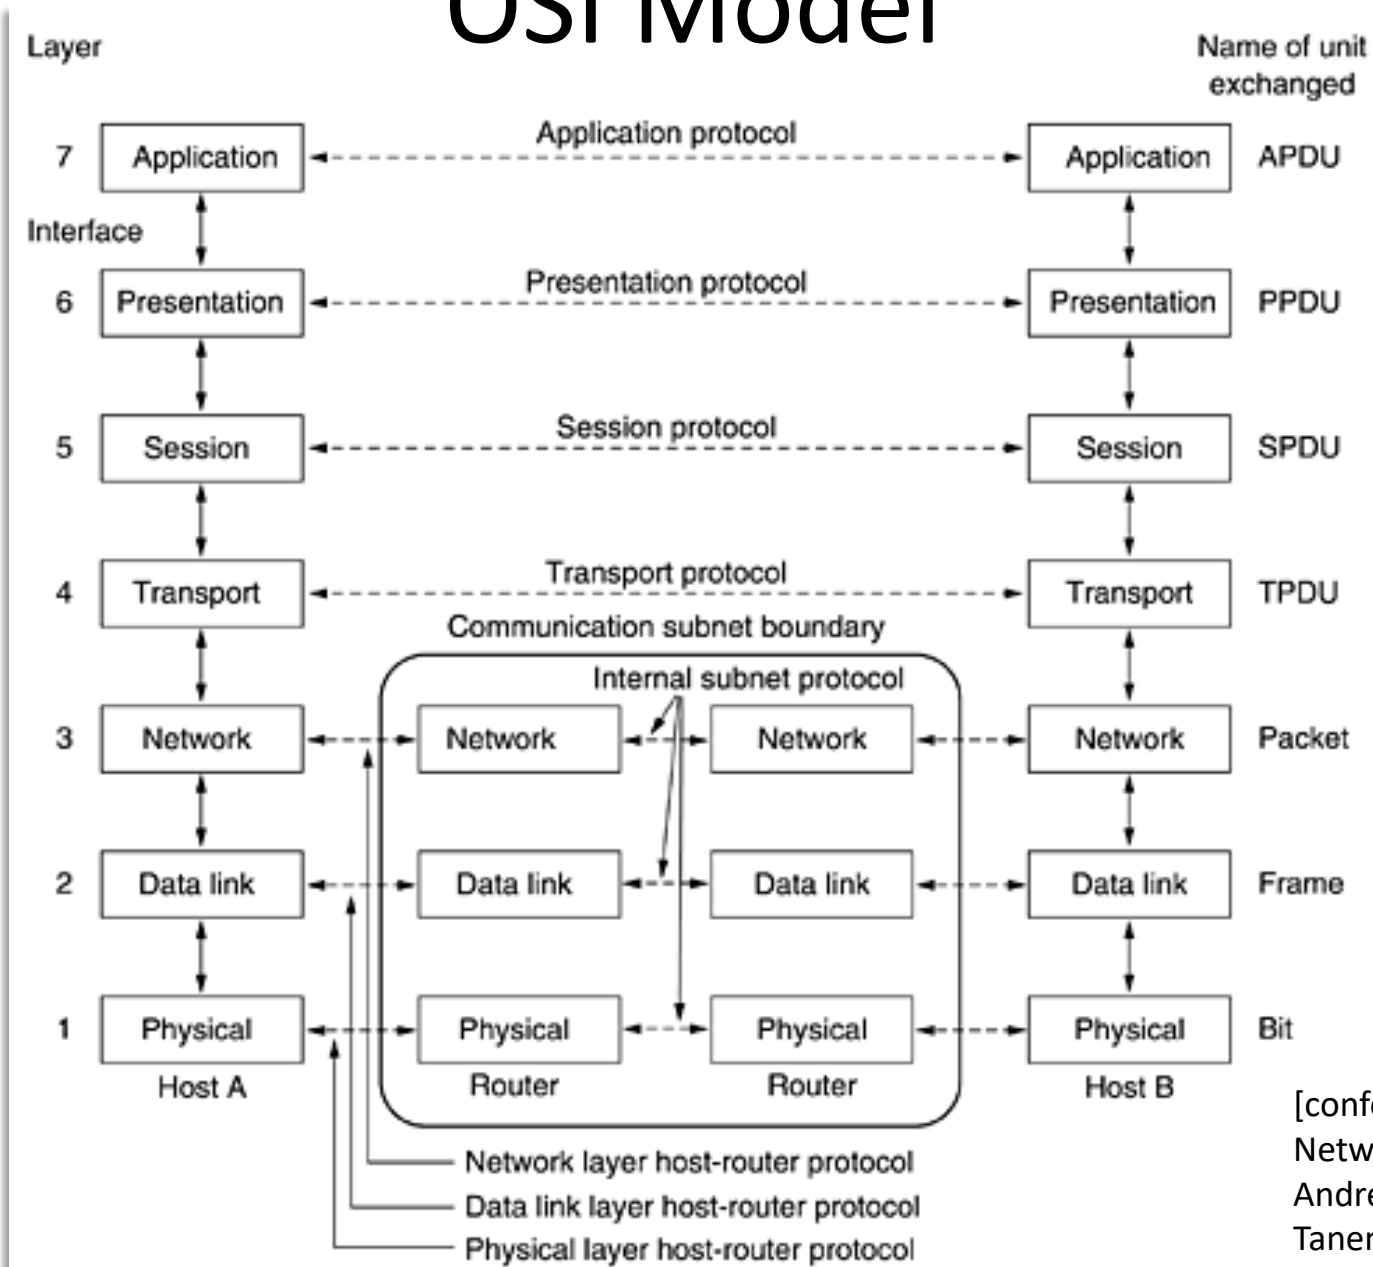 OSI Model
Layer
Name of unit
exchanged
7 Application Application protocol Application APDU
Interface
6 Presentation Presentation protocol Presentation PPDU
5 Session Session protocol Session SPDU
4 Transport Transport protocol Transport TPDU
Communication subnet boundary
Internal subnet protocol
3 Network Network Network Network Packet
2 Data link Data link Data link Data link Frame
1 Physical Physical Physical Physical Bit
Host A Router Router Host B
Network layer host-router protocol
Data link layer host-router protocol
Physical layer host-router protocol